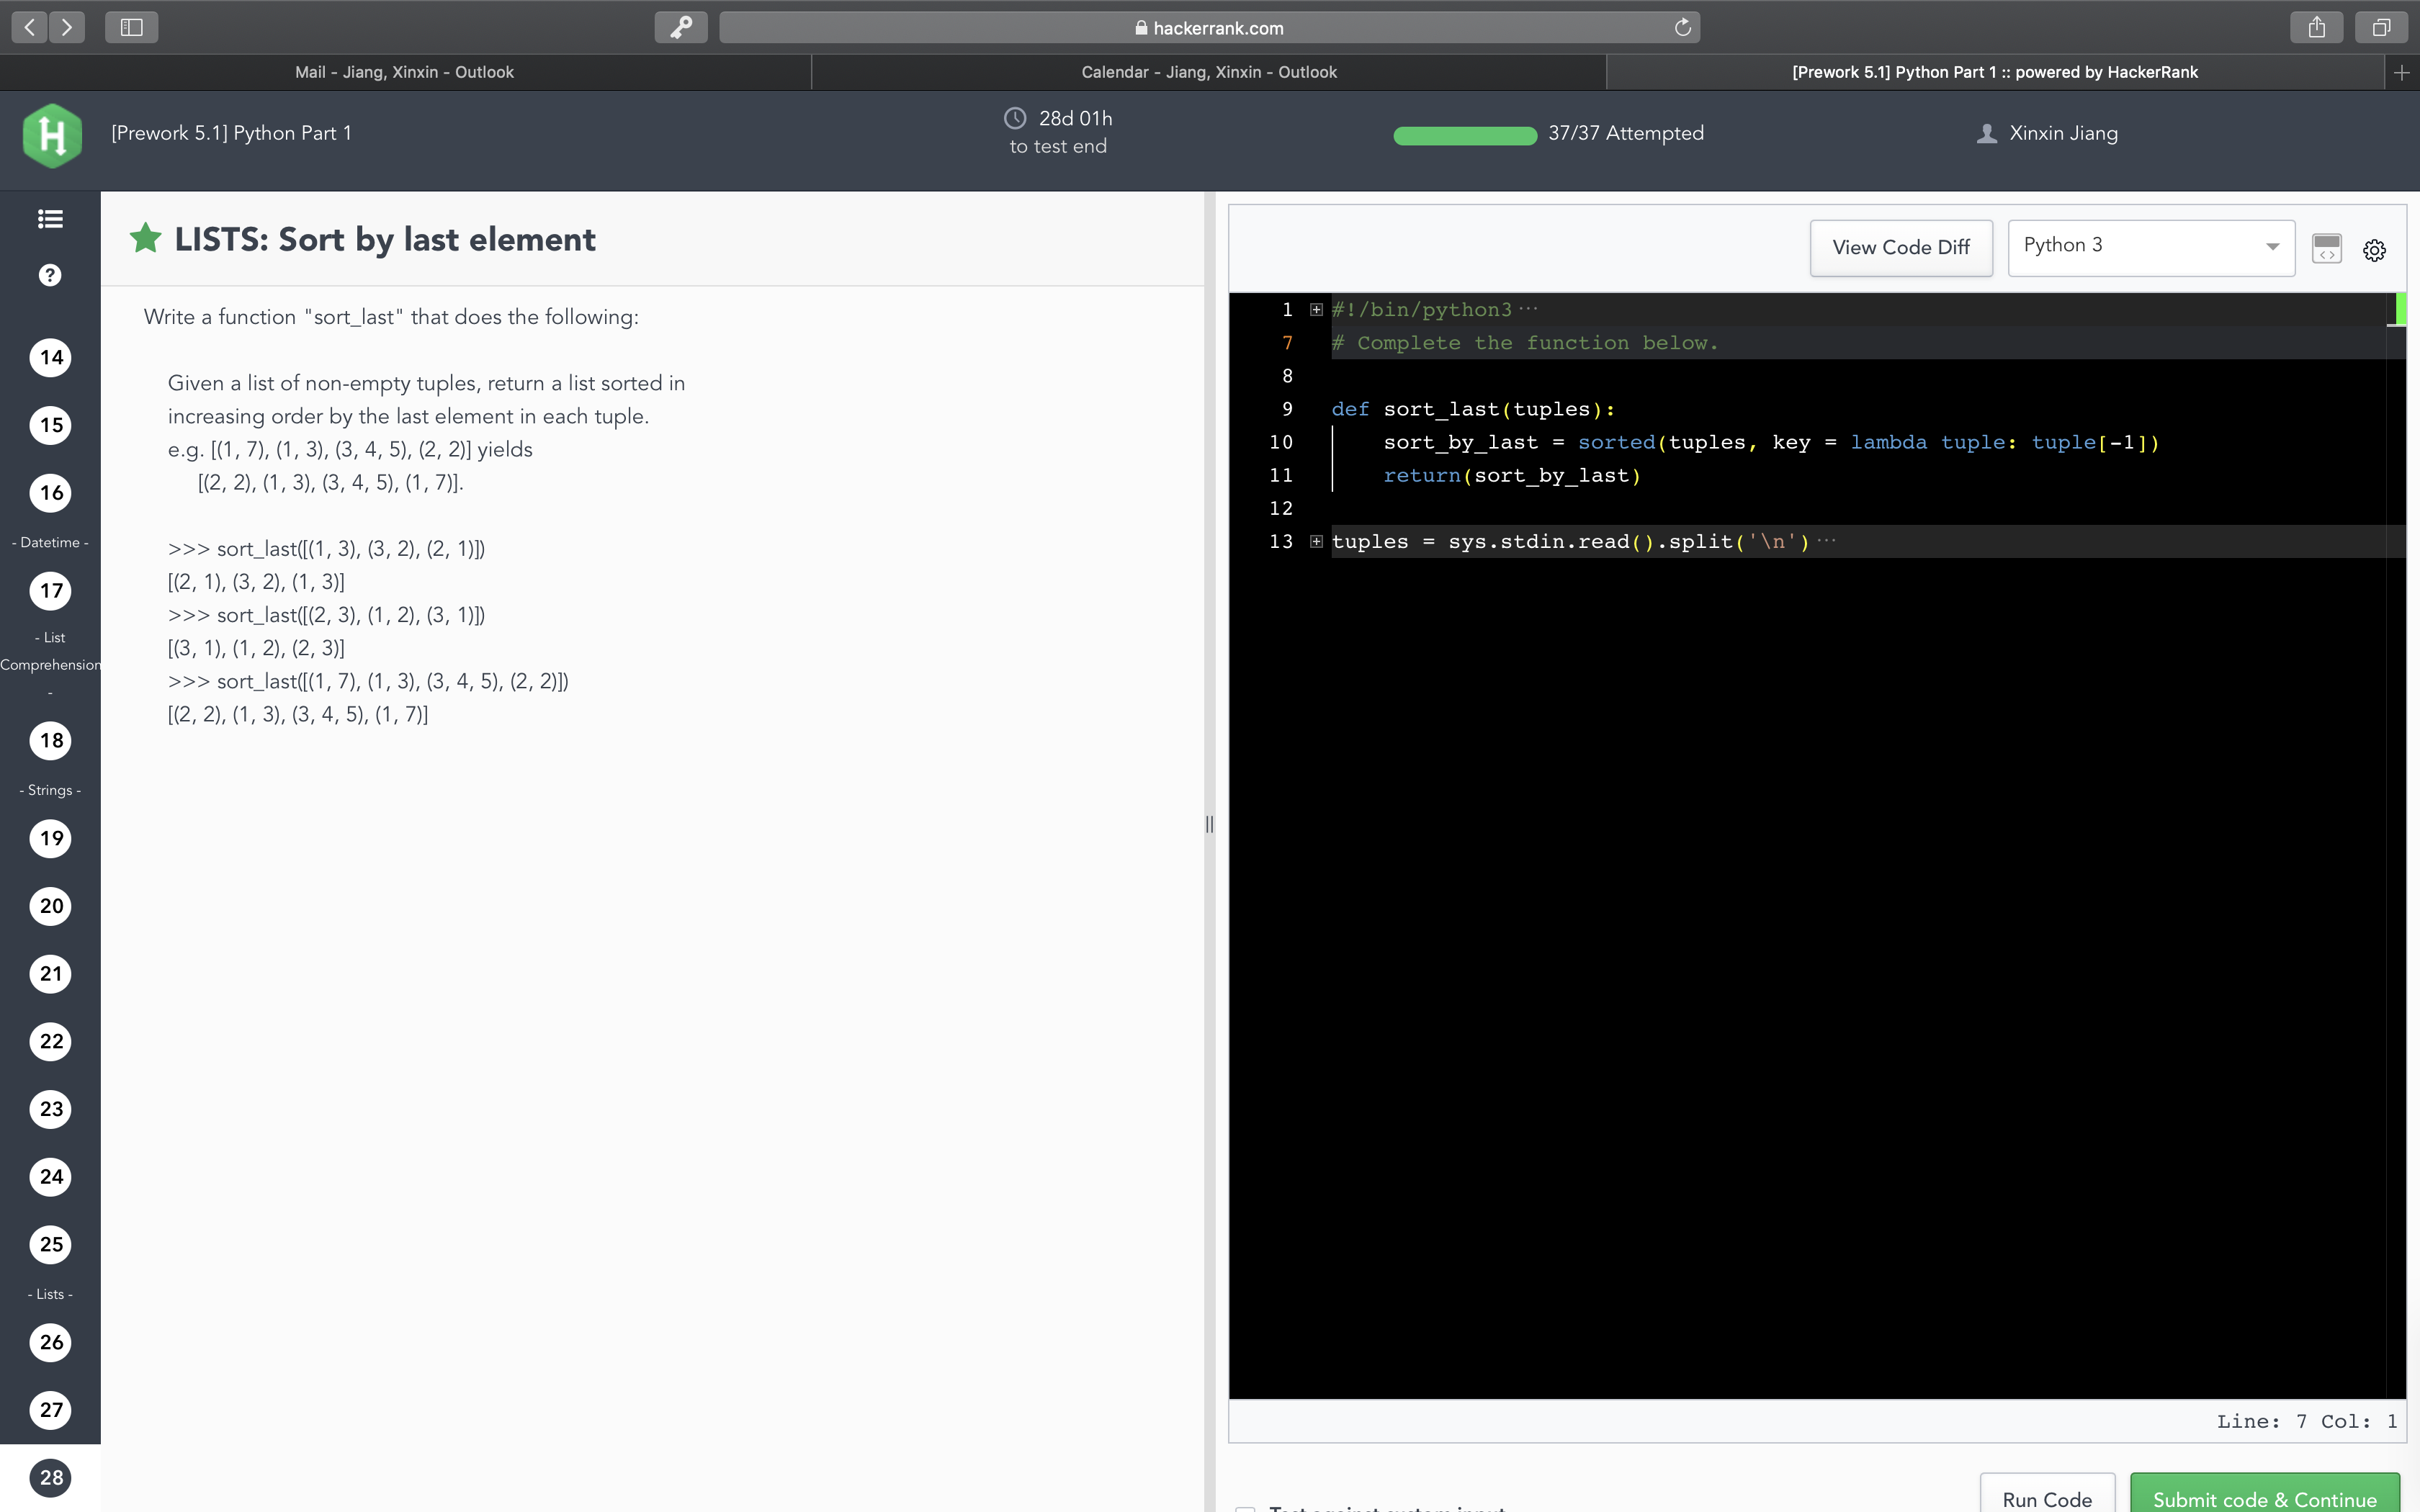 hackerrank.com
Mail - Jiang, Xinxin - Outlook
Calendar - Jiang, Xinxin - Outlook
[Prework 5.1] Python Part 1 :: powered by HackerRank
[Prework 5.1] Python Part 1
28d 01h
to test end
37/37 Attempted
Xinxin Jiang
14
15
16
- Datetime -
17
- List
Comprehension
-
18
- Strings -
19
20
21
22
23
24
25
- Lists -
26
27
28
LISTS: Sort by last element
Write a function "sort_last" that does the following:
Given a list of non-empty tuples, return a list sorted in
increasing order by the last element in each tuple.
e.g. [(1, 7), (1, 3), (3, 4, 5), (2, 2)] yields
[(2, 2), (1, 3), (3, 4, 5), (1, 7)].
>>> sort_last([(1, 3), (3, 2), (2, 1)])
[(2, 1), (3, 2), (1, 3)]
>>> sort_last([(2, 3), (1, 2), (3, 1)])
[(3, 1), (1, 2), (2, 3)]
>>> sort_last([(1, 7), (1, 3), (3, 4, 5), (2, 2)])
[(2, 2), (1, 3), (3, 4, 5), (1, 7)]
View Code Diff
Python 3
1 #!/bin/python3 ···
7 # Complete the function below.
8
9 def sort_last(tuples):
10     sort_by_last = sorted(tuples, key = lambda tuple: tuple[-1])
11     return(sort_by_last)
12
13 tuples = sys.stdin.read().split('\n') ···
Line: 7 Col: 1
Run Code
Submit code & Continue